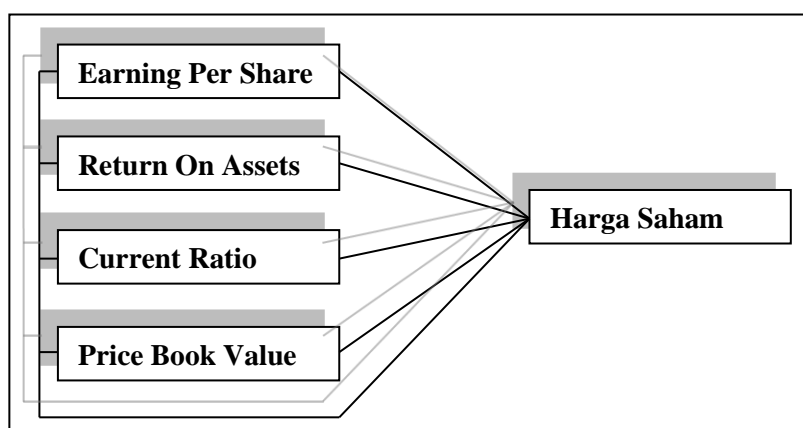 Earning Per Share
Return On Assets
Harga Saham
Current Ratio
Price Book Value